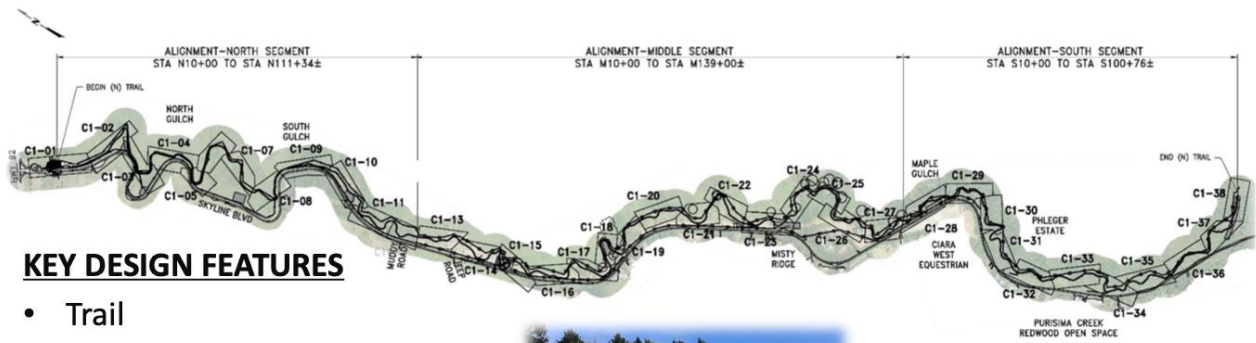 N
ALIGNMENT-NORTH SEGMENT
STA N10+00 TO STA N111+34±
ALIGNMENT-MIDDLE SEGMENT
STA M10+00 TO STA M139+00±
ALIGNMENT-SOUTH SEGMENT
STA S10+00 TO STA S100+76±
BEGIN (N) TRAIL
HWY 92
C1-01
C1-02
C1-03
NORTH
GULCH
C1-04
C1-05
C1-07
SKYLINE BLVD
C1-08
SOUTH
GULCH
C1-09
C1-10
C1-11
MUDDY
ROAD
C1-13
JEEP
ROAD
C1-14
C1-15
C1-16
C1-17
C1-18
C1-19
C1-20
C1-21
C1-22
C1-23
C1-24
C1-25
MISTY
RIDGE
C1-26
C1-27
MAPLE
GULCH
C1-28
C1-29
CIARA
WEST
EQUESTRIAN
C1-30
PHLEGER
ESTATE
C1-31
C1-32
C1-33
C1-34
PURISIMA CREEK
REDWOOD OPEN SPACE
C1-35
C1-36
C1-37
C1-38
END (N) TRAIL
KEY DESIGN FEATURES
• Trail